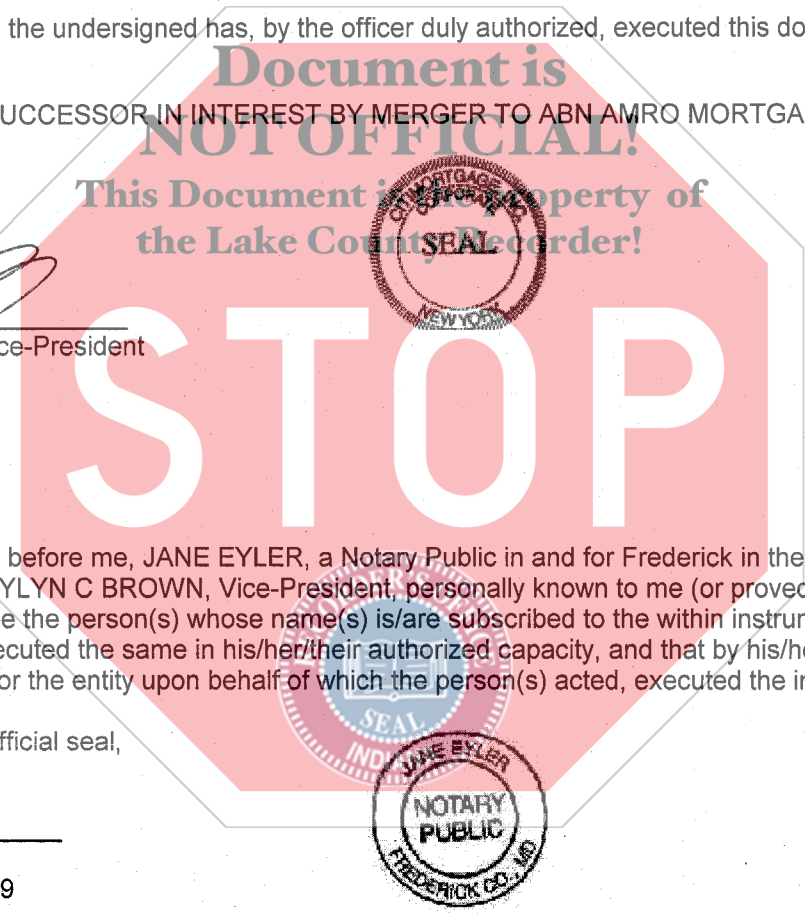 the undersigned has, by the officer duly authorized, executed this do
Document is
UCCESSOR IN INTEREST BY MERGER TO ABN AMRO MORTGA
NOT OFFICIAL!
This Document is the property of
the Lake County Recorder!
MORTGAGE
SEAL
NEW YORK
ce-President
STOP
before me, JANE EYLER, a Notary Public in and for Frederick in the
YLYN C BROWN, Vice-President, personally known to me (or proved
e the person(s) whose name(s) is/are subscribed to the within instrur
ecuted the same in his/her/their authorized capacity, and that by his/he
or the entity upon behalf of which the person(s) acted, executed the in
RECORDER'S OFFICE
SEAL
INDIANA
fficial seal,
JANE EYLER
NOTARY
PUBLIC
FREDERICK CO., MD
9